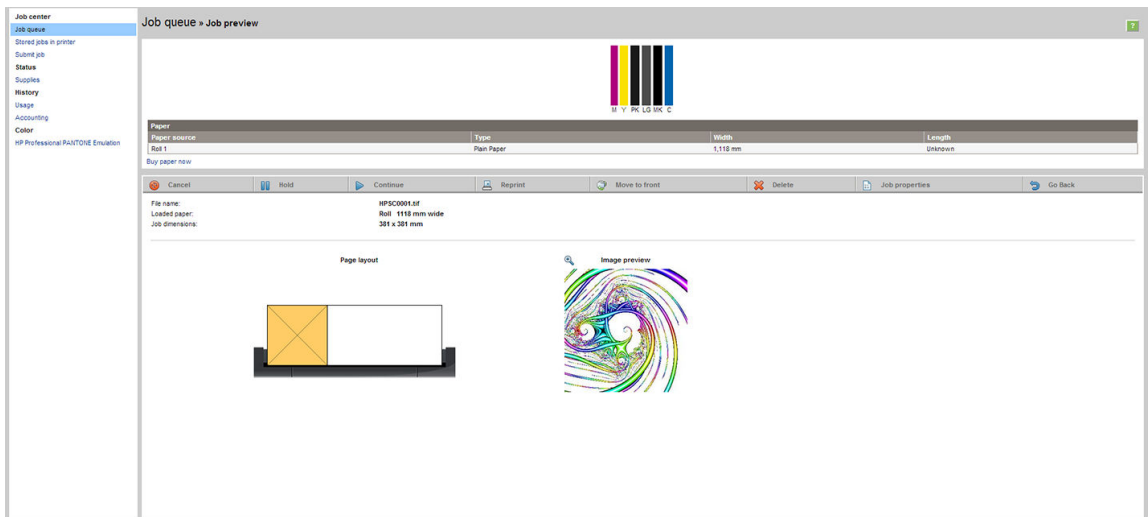 Job center
Job queue
Stored jobs in printer
Submit job
Status
Supplies
History
Usage
Accounting
Color
HP Professional PANTONE Emulation
Job queue » Job preview
?
M Y PK LG MK C
Paper
Paper source Type Width Length
Roll 1 Plain Paper 1,118 mm Unknown
Buy paper now
Cancel Hold Continue Reprint Move to front Delete Job properties Go Back
File name: HPSC0001.tif
Loaded paper: Roll 1118 mm wide
Job dimensions: 381 x 381 mm
Page layout Image preview